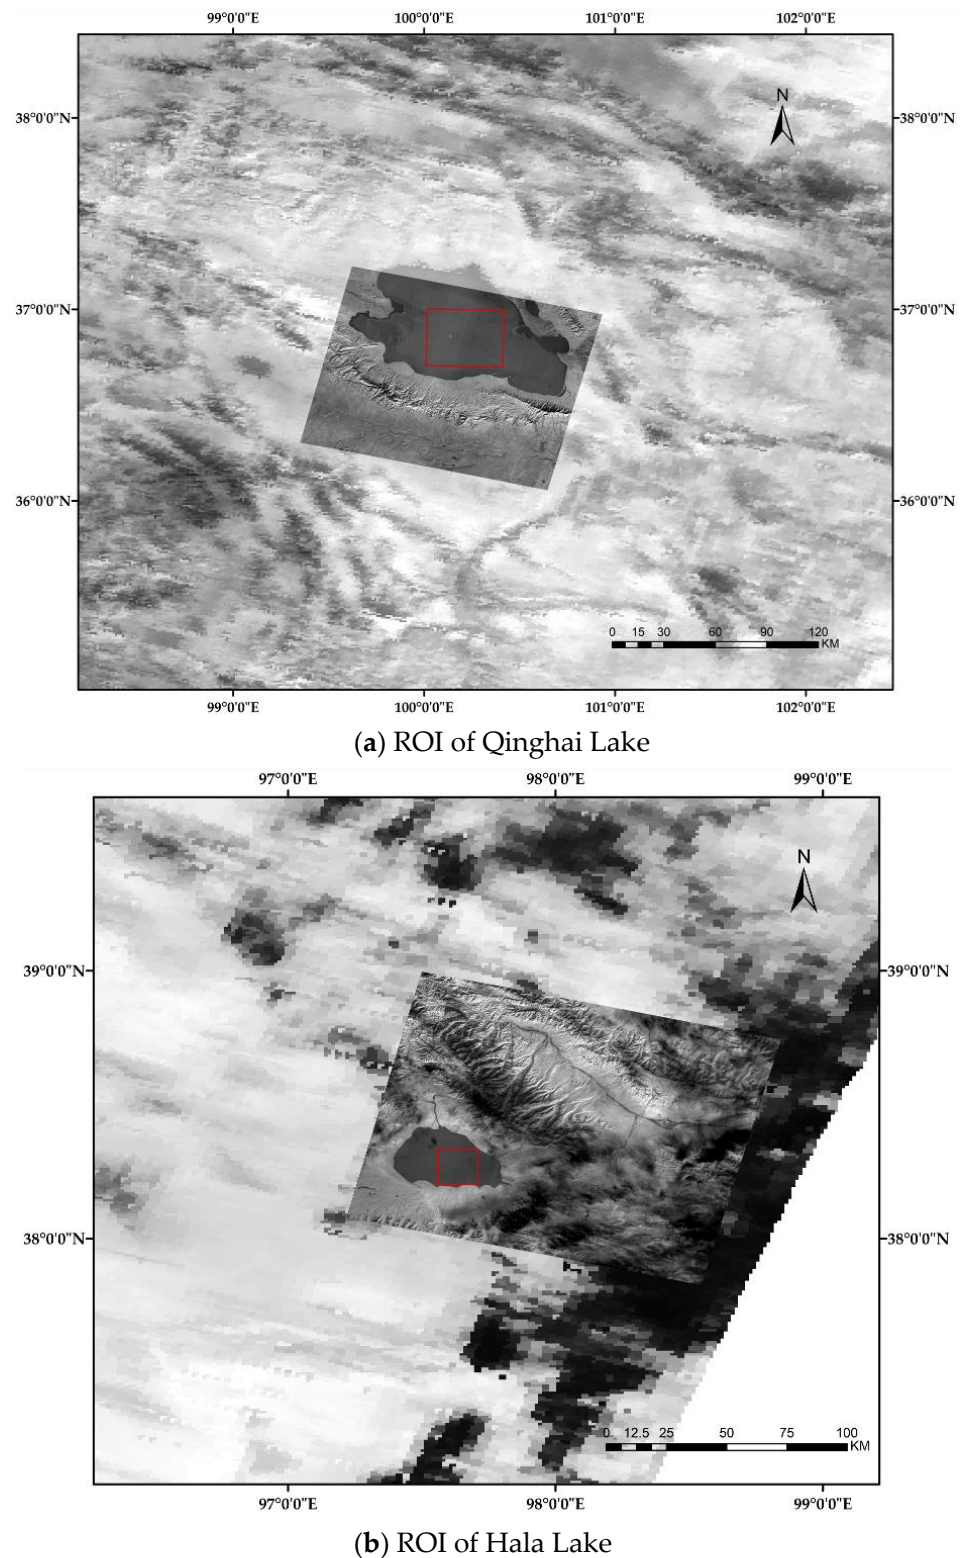 99°0'0"E 100°0'0"E 101°0'0"E 102°0'0"E
N
38°0'0"N 38°0'0"N
37°0'0"N 37°0'0"N
36°0'0"N 36°0'0"N
0 15 30 60 90 120
KM
99°0'0"E 100°0'0"E 101°0'0"E 102°0'0"E
(a) ROI of Qinghai Lake
97°0'0"E 98°0'0"E 99°0'0"E
N
39°0'0"N 39°0'0"N
38°0'0"N 38°0'0"N
0 12.5 25 50 75 100
KM
97°0'0"E 98°0'0"E 99°0'0"E
(b) ROI of Hala Lake